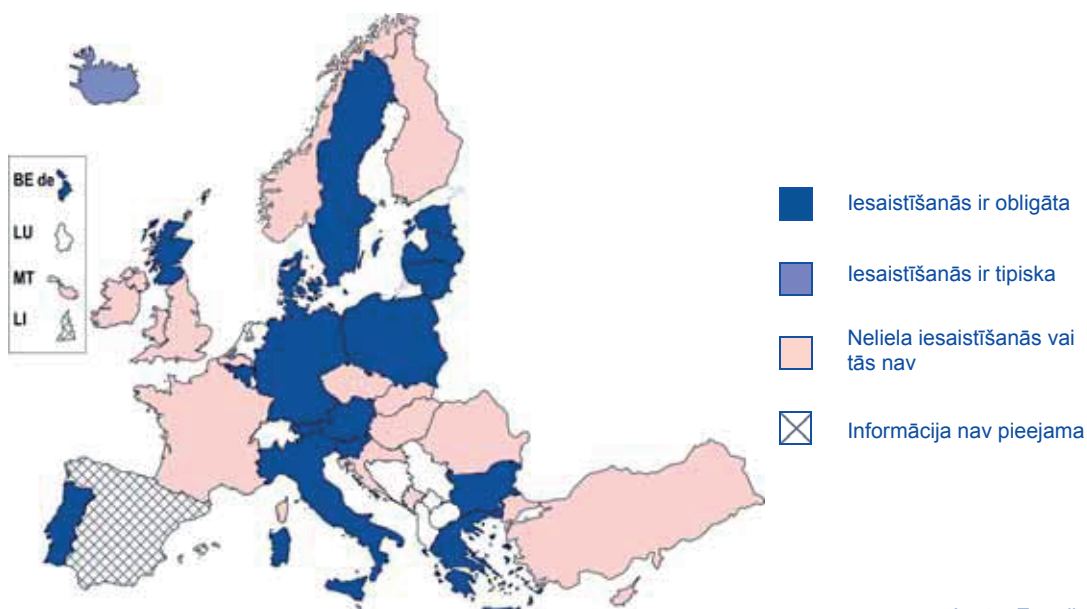 BE de
LU
MT
LI
Iesaistīšanās ir obligāta
Iesaistīšanās ir tipiska
Neliela iesaistīšanās vai
tās nav
Informācija nav pieejama